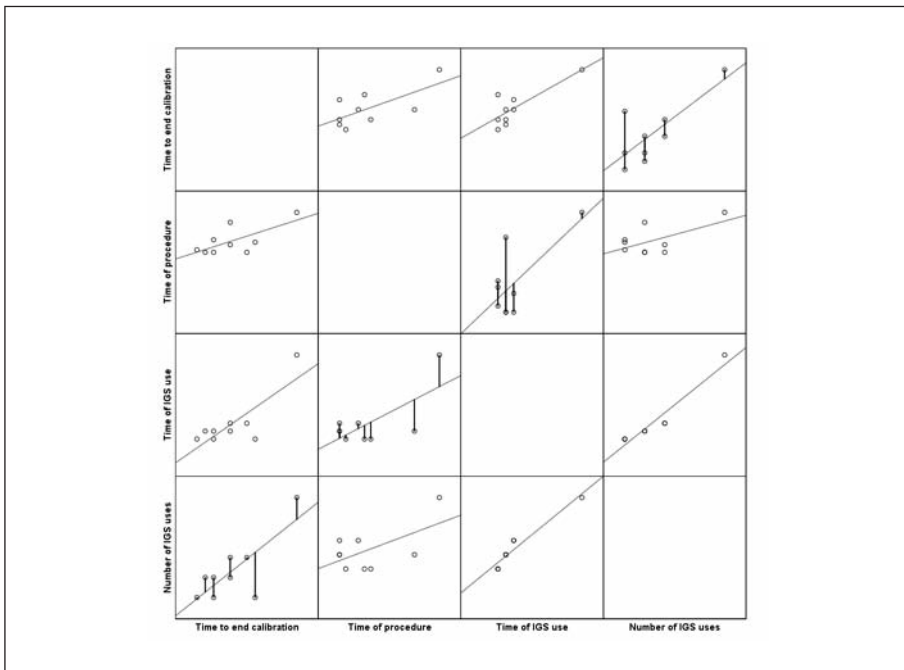 Time to end calibration
Time of procedure
Time of IGS use
Number of IGS uses
Time to end calibration
Time of procedure
Time of IGS use
Number of IGS uses